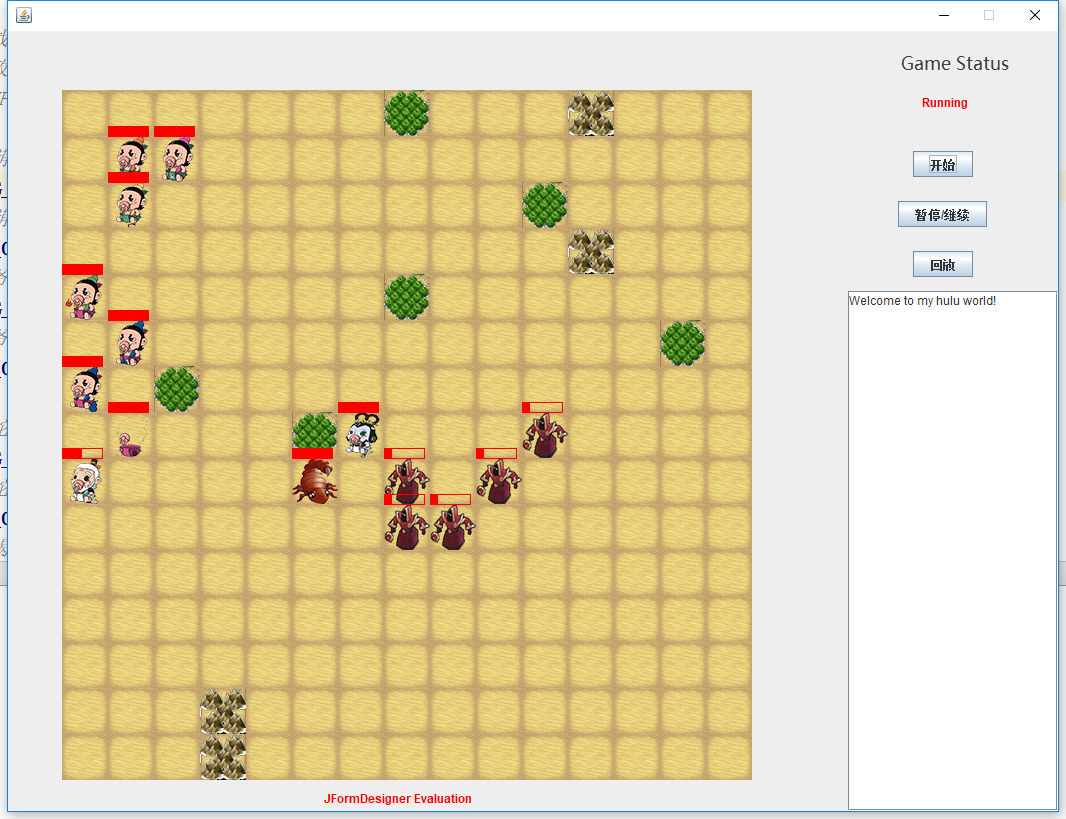 Game Status
Running
开始
暂停/继续
回放
Welcome to my hulu world!
JFormDesigner Evaluation